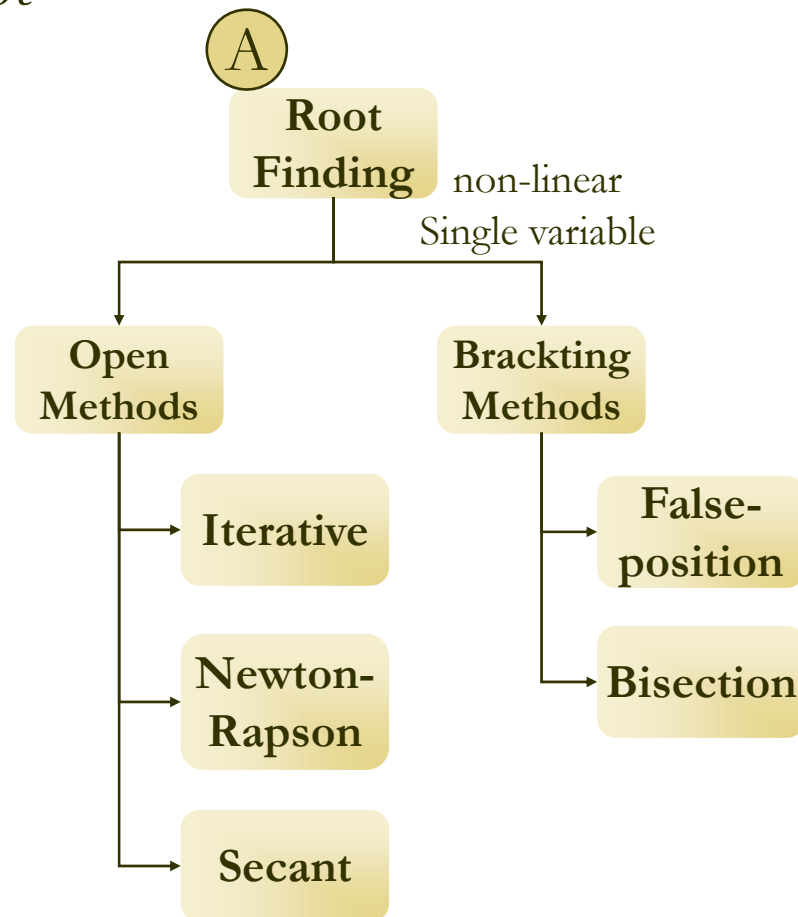 A
Root
Finding
non-linear
Single variable
Open
Methods
Brackting
Methods
Iterative
False-
position
Newton-
Rapson
Bisection
Secant